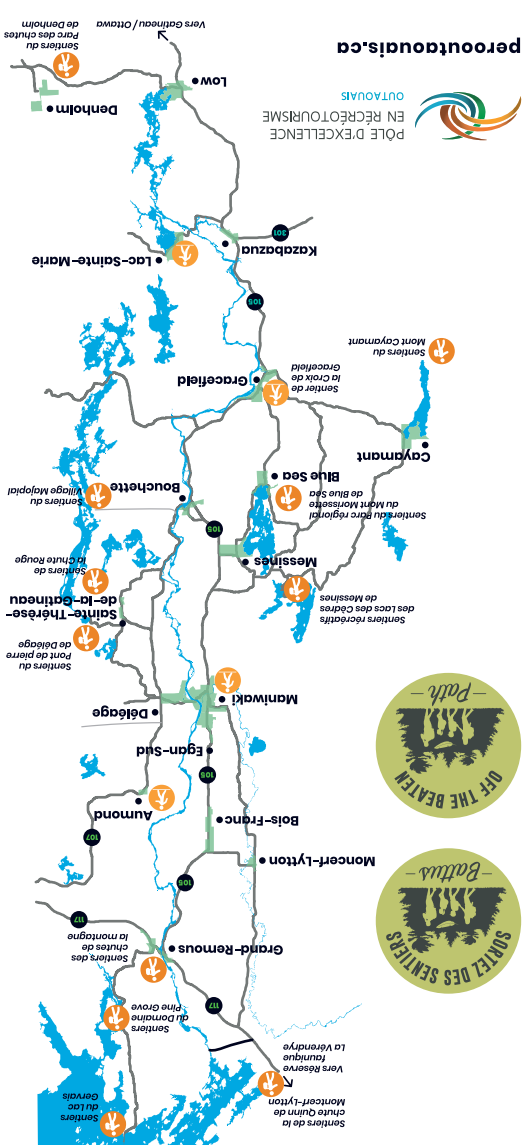 Sentiers de la
chute Quinn de
Montcerf-Lytton
Vers Réserve
faunique
La Vérendrye
Sentiers
du Lac
Gervais
Sentiers
du Domaine
Pine Grove
117
Grand-Remous
Sentiers des
chutes de
la montagne
117
SORTIEL DES SENTIERS
– Battus –
105
Moncerf-Lytton
Bois-Franc
107
Aumond
105
Egan-Sud
OFF THE BEATEN
– Path –
Maniwaki
Déléage
Sentiers du
Pont de pierre
de Déléage
Sainte-Thérèse-
de-la-Gatineau
Sentiers de
la Chute Rouge
Sentiers récréatifs
des Lacs des Cèdres
de Messines
Messines
105
Sentiers du Parc régional
du Mont Morissette
de Blue Sea
Blue Sea
Bouchette
Sentiers du
Village Majopial
Cayamant
Sentiers du
Mont Cayamant
Sentier de
la Croix de
Gracefield
Gracefield
105
Lac-Sainte-Marie
Kazabazua
301
PÔLE D'EXCELLENCE
EN RÉCRÉOTOURISME
OUTAOUAIS
perooutaouais.ca
Denholm
Low
Sentiers du
Parc des chutes
de Denholm
Vers Gatineau / Ottawa